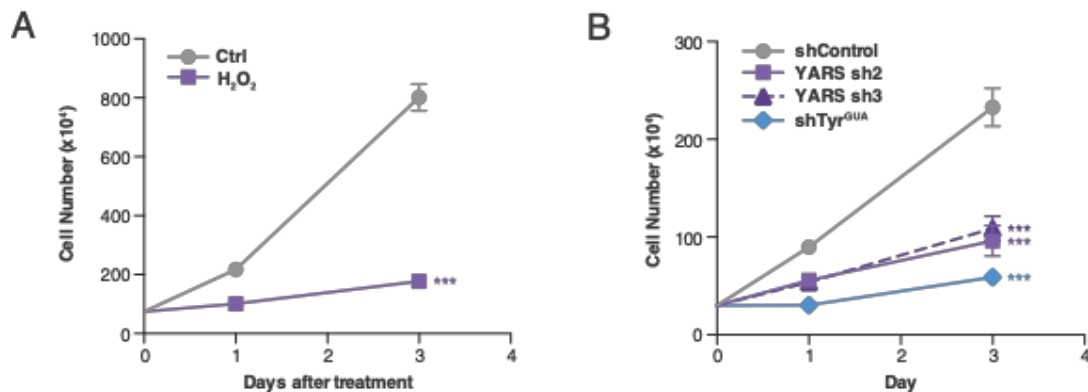 A
1000
800
600
400
200
0
Cell Number (x10⁴)
Ctrl
H₂O₂
***
0 1 2 3 4
Days after treatment
B
300
200
100
0
Cell Number (x10⁴)
shControl
YARS sh2
YARS sh3
shTyrᴳᵁᴬ
***
***
***
0 1 2 3 4
Day